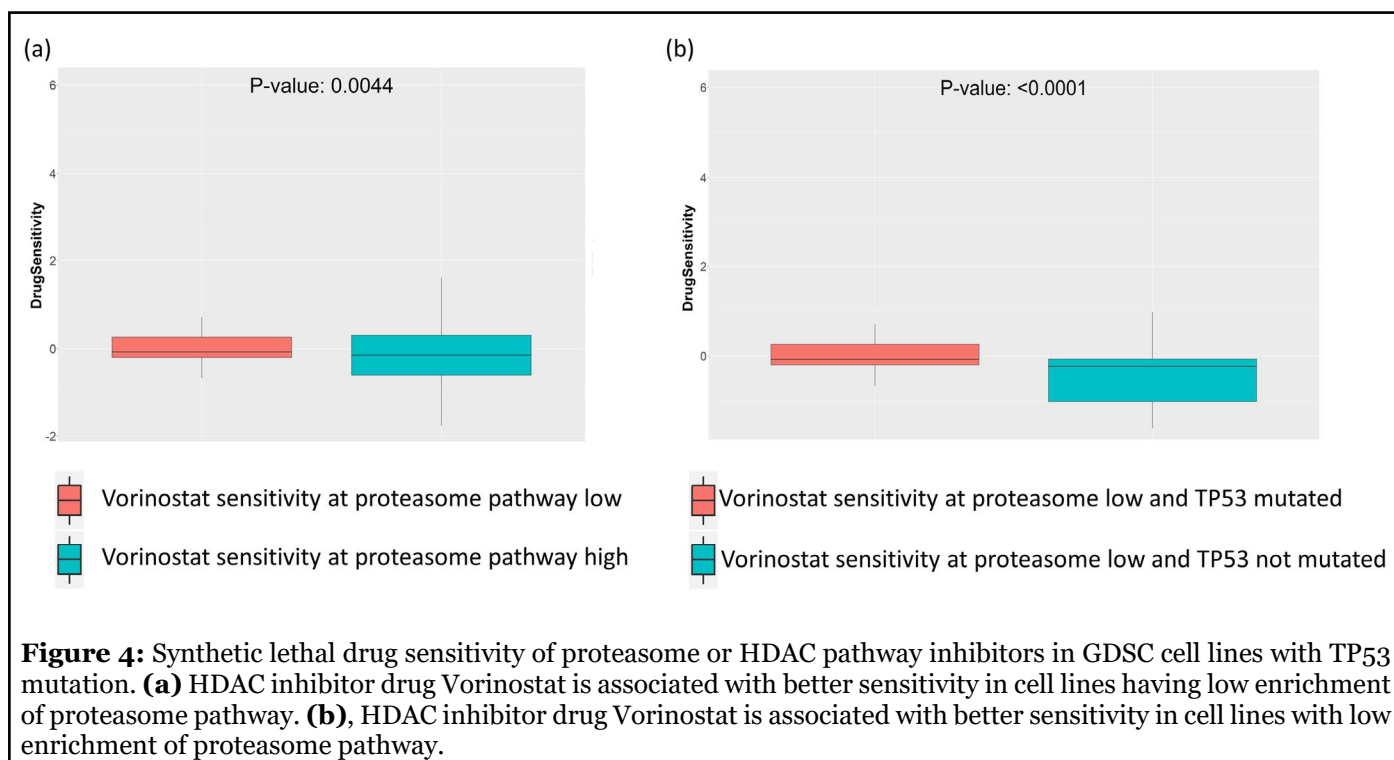 (a)
(b)
P-value: 0.0044
P-value: <0.0001
6
4
2
0
-2
DrugSensitivity
6
4
2
0
DrugSensitivity
Vorinostat sensitivity at proteasome pathway low
Vorinostat sensitivity at proteasome pathway high
Vorinostat sensitivity at proteasome low and TP53 mutated
Vorinostat sensitivity at proteasome low and TP53 not mutated
Figure 4: Synthetic lethal drug sensitivity of proteasome or HDAC pathway inhibitors in GDSC cell lines with TP53
mutation. (a) HDAC inhibitor drug Vorinostat is associated with better sensitivity in cell lines having low enrichment
of proteasome pathway. (b), HDAC inhibitor drug Vorinostat is associated with better sensitivity in cell lines with low
enrichment of proteasome pathway.